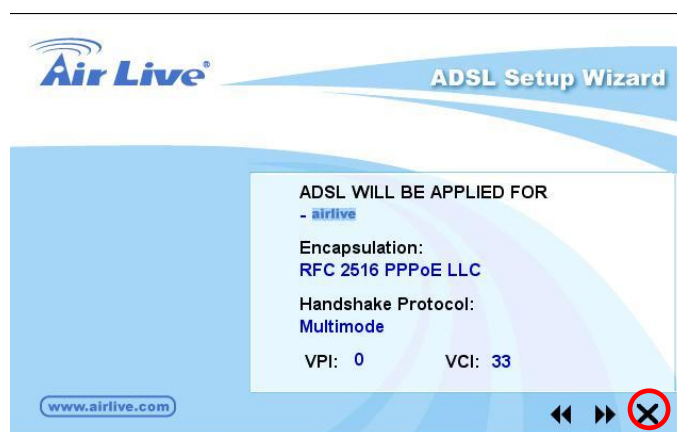 Air Live®
ADSL Setup Wizard
ADSL WILL BE APPLIED FOR
- airlive
Encapsulation:
RFC 2516 PPPoE LLC
Handshake Protocol:
Multimode
VPI: 0 VCI: 33
www.airlive.com